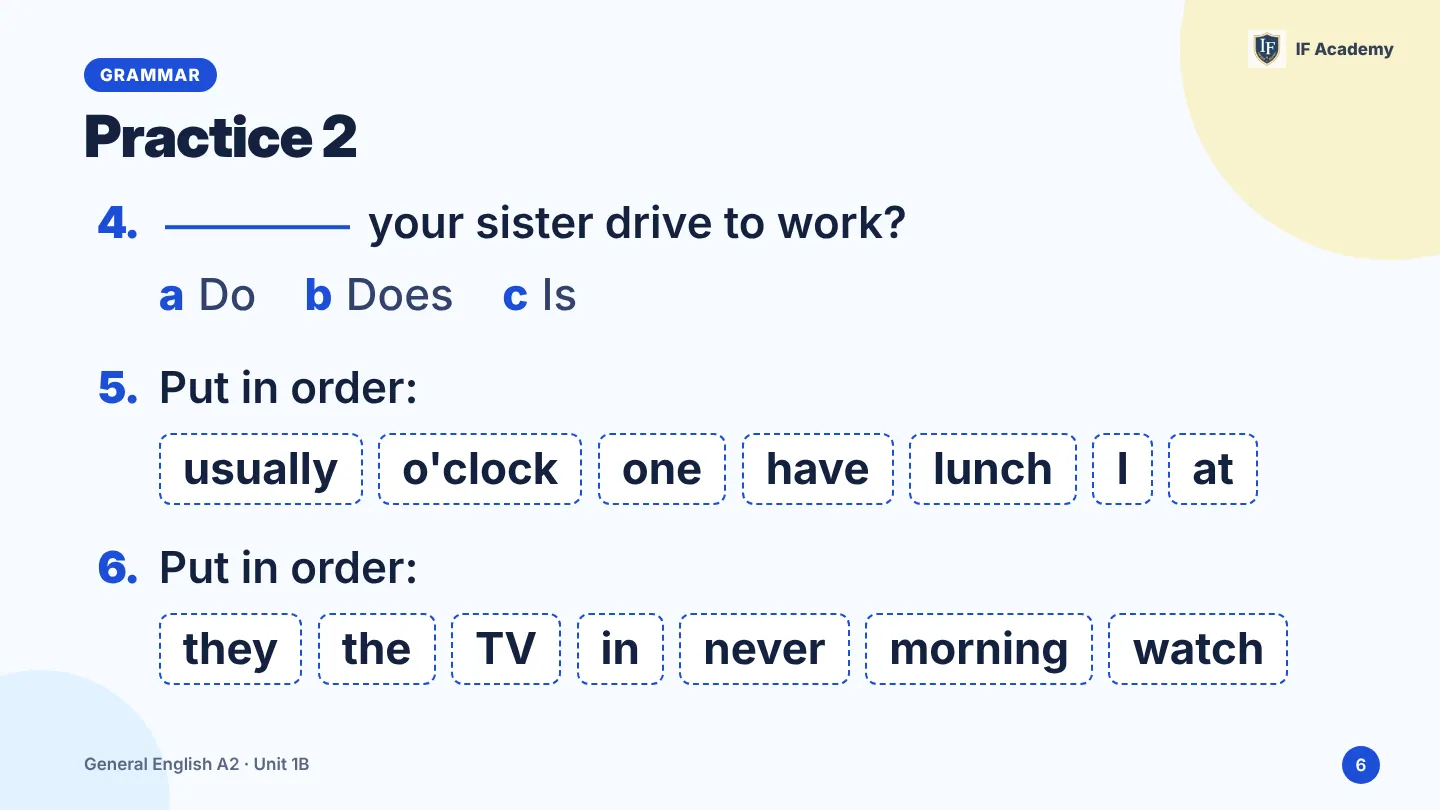 IF IF Academy
GRAMMAR
Practice 2
4. ________ your sister drive to work?
a Do b Does c Is
5. Put in order:
usually o'clock one have lunch I at
6. Put in order:
they the TV in never morning watch
General English A2 · Unit 1B
6